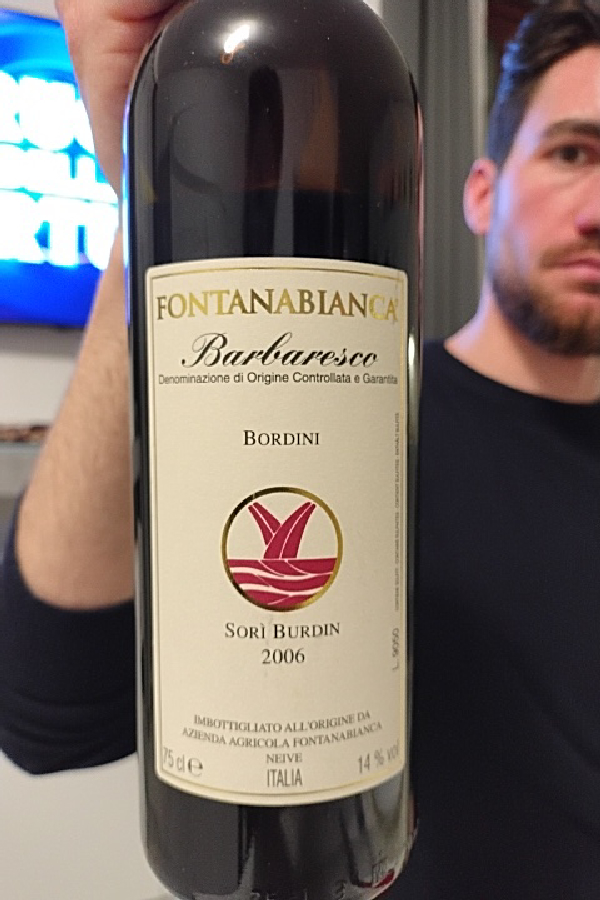 FONTANABIANCA
Barbaresco
Denominazione di Origine Controllata e Garantita
BORDINI
SORÌ BURDIN
2006
IMBOTTIGLIATO ALL'ORIGINE DA
AZIENDA AGRICOLA FONTANABIANCA
NEIVE
75 cl e
ITALIA
14 % vol